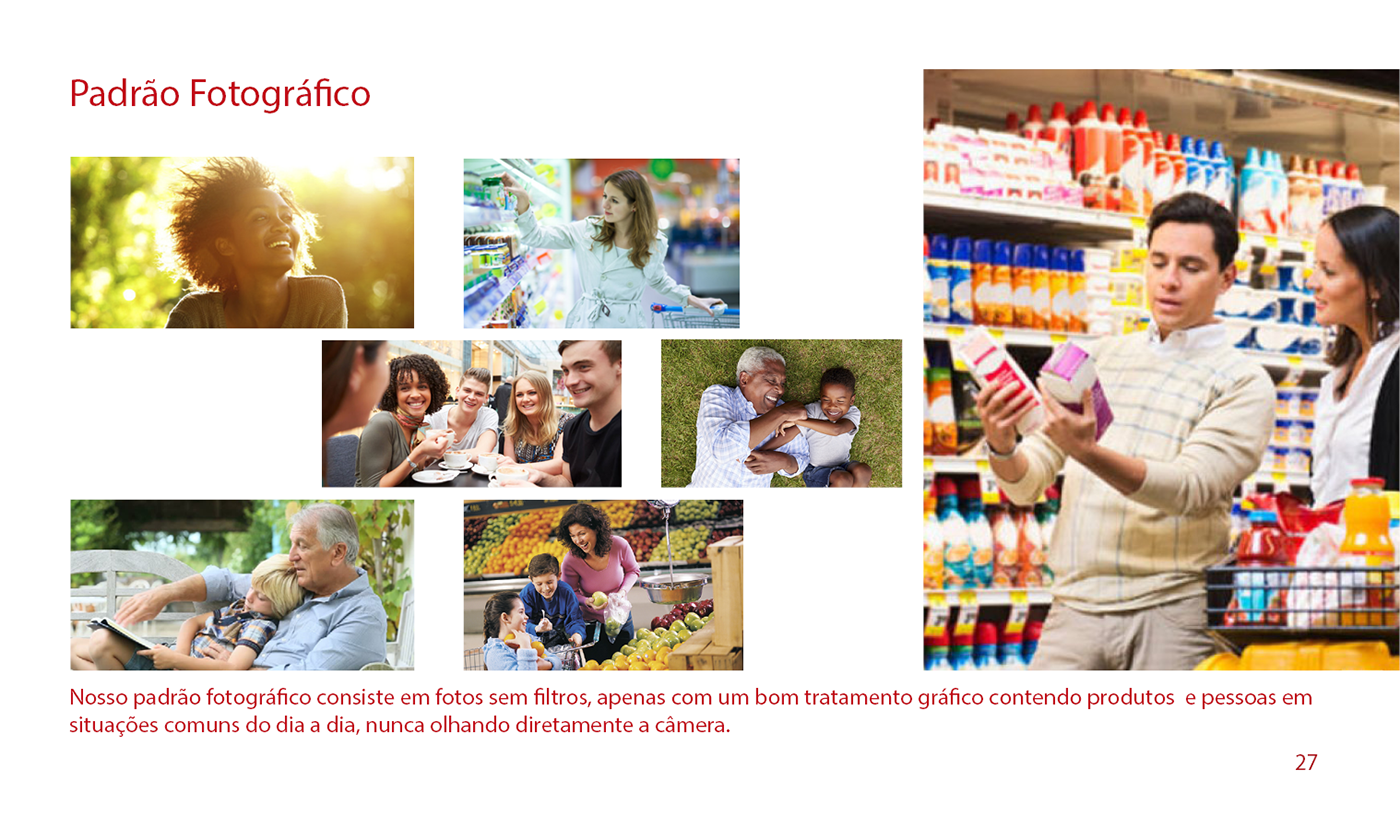 Padrão Fotográfico
Nosso padrão fotográfico consiste em fotos sem filtros, apenas com um bom tratamento gráfico contendo produtos e pessoas em
situações comuns do dia a dia, nunca olhando diretamente a câmera.
27